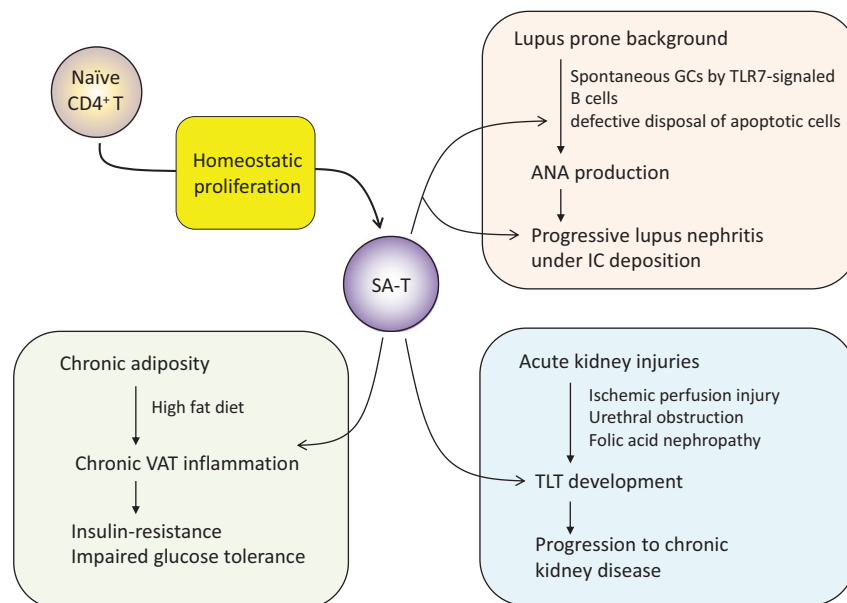 Naïve
CD4⁺ T
Homeostatic
proliferation
SA-T
Lupus prone background
Spontaneous GCs by TLR7-signaled
B cells
defective disposal of apoptotic cells
ANA production
Progressive lupus nephritis
under IC deposition
Chronic adiposity
High fat diet
Chronic VAT inflammation
Insulin-resistance
Impaired glucose tolerance
Acute kidney injuries
Ischemic perfusion injury
Urethral obstruction
Folic acid nephropathy
TLT development
Progression to chronic
kidney disease